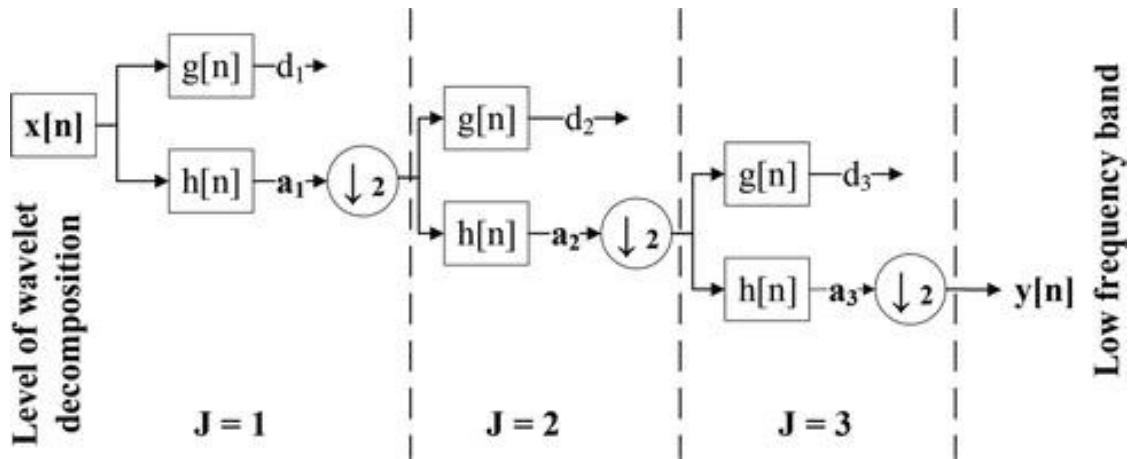 x[n]
g[n]
d₁
h[n]
a₁
↓ 2
g[n]
d₂
h[n]
a₂
↓ 2
g[n]
d₃
h[n]
a₃
↓ 2
y[n]
Level of wavelet
decomposition
J = 1
J = 2
J = 3
Low frequency band